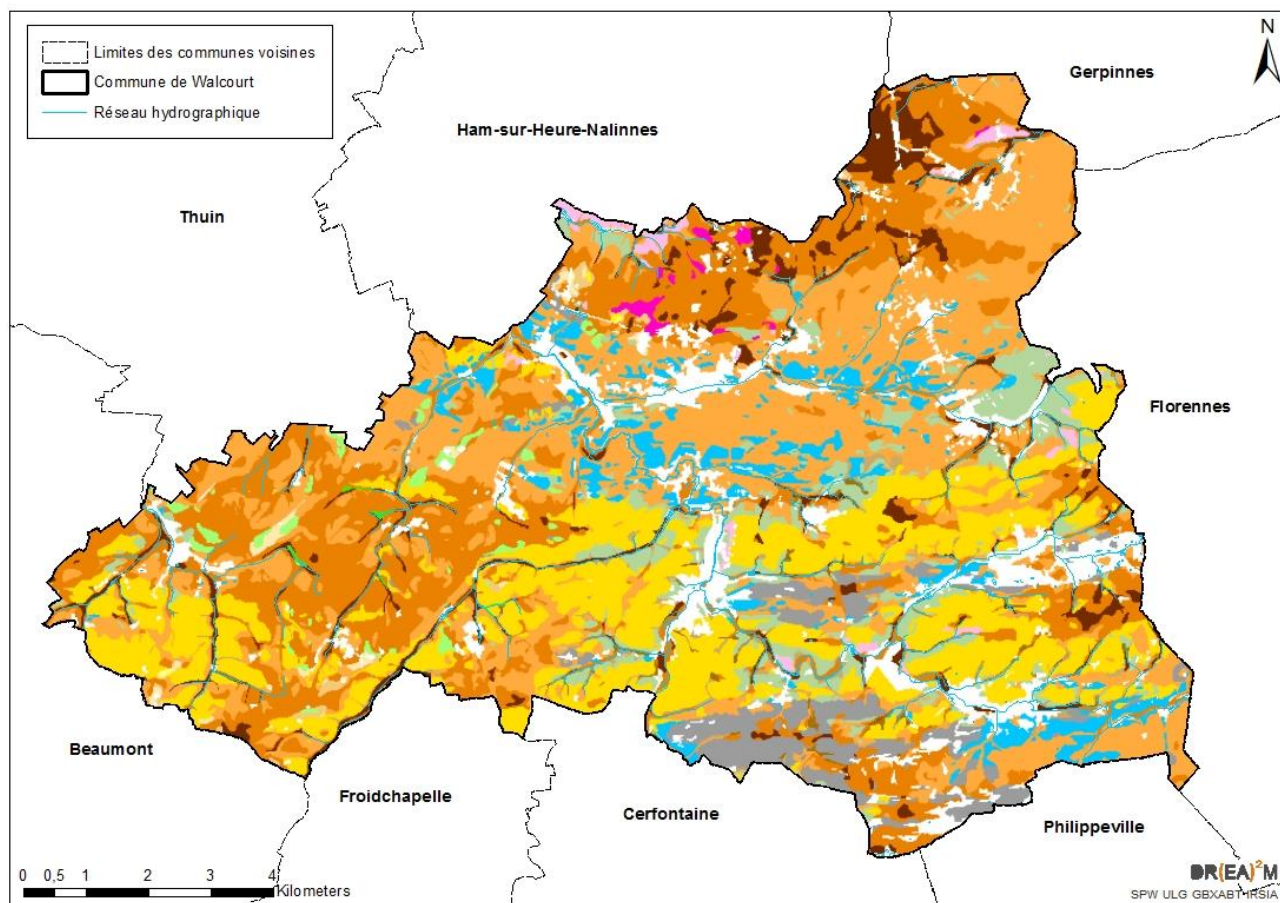 Limites des communes voisines
Commune de Walcourt
Réseau hydrographique
N
Gerpinnes
Ham-sur-Heure-Nalinnes
Thuin
Florennes
Beaumont
Froidchapelle
Cerfontaine
Philippeville
0 0,5 1 2 3 4
Kilometers
DR(EA)²M
SPW ULG GBXABT IRSIA